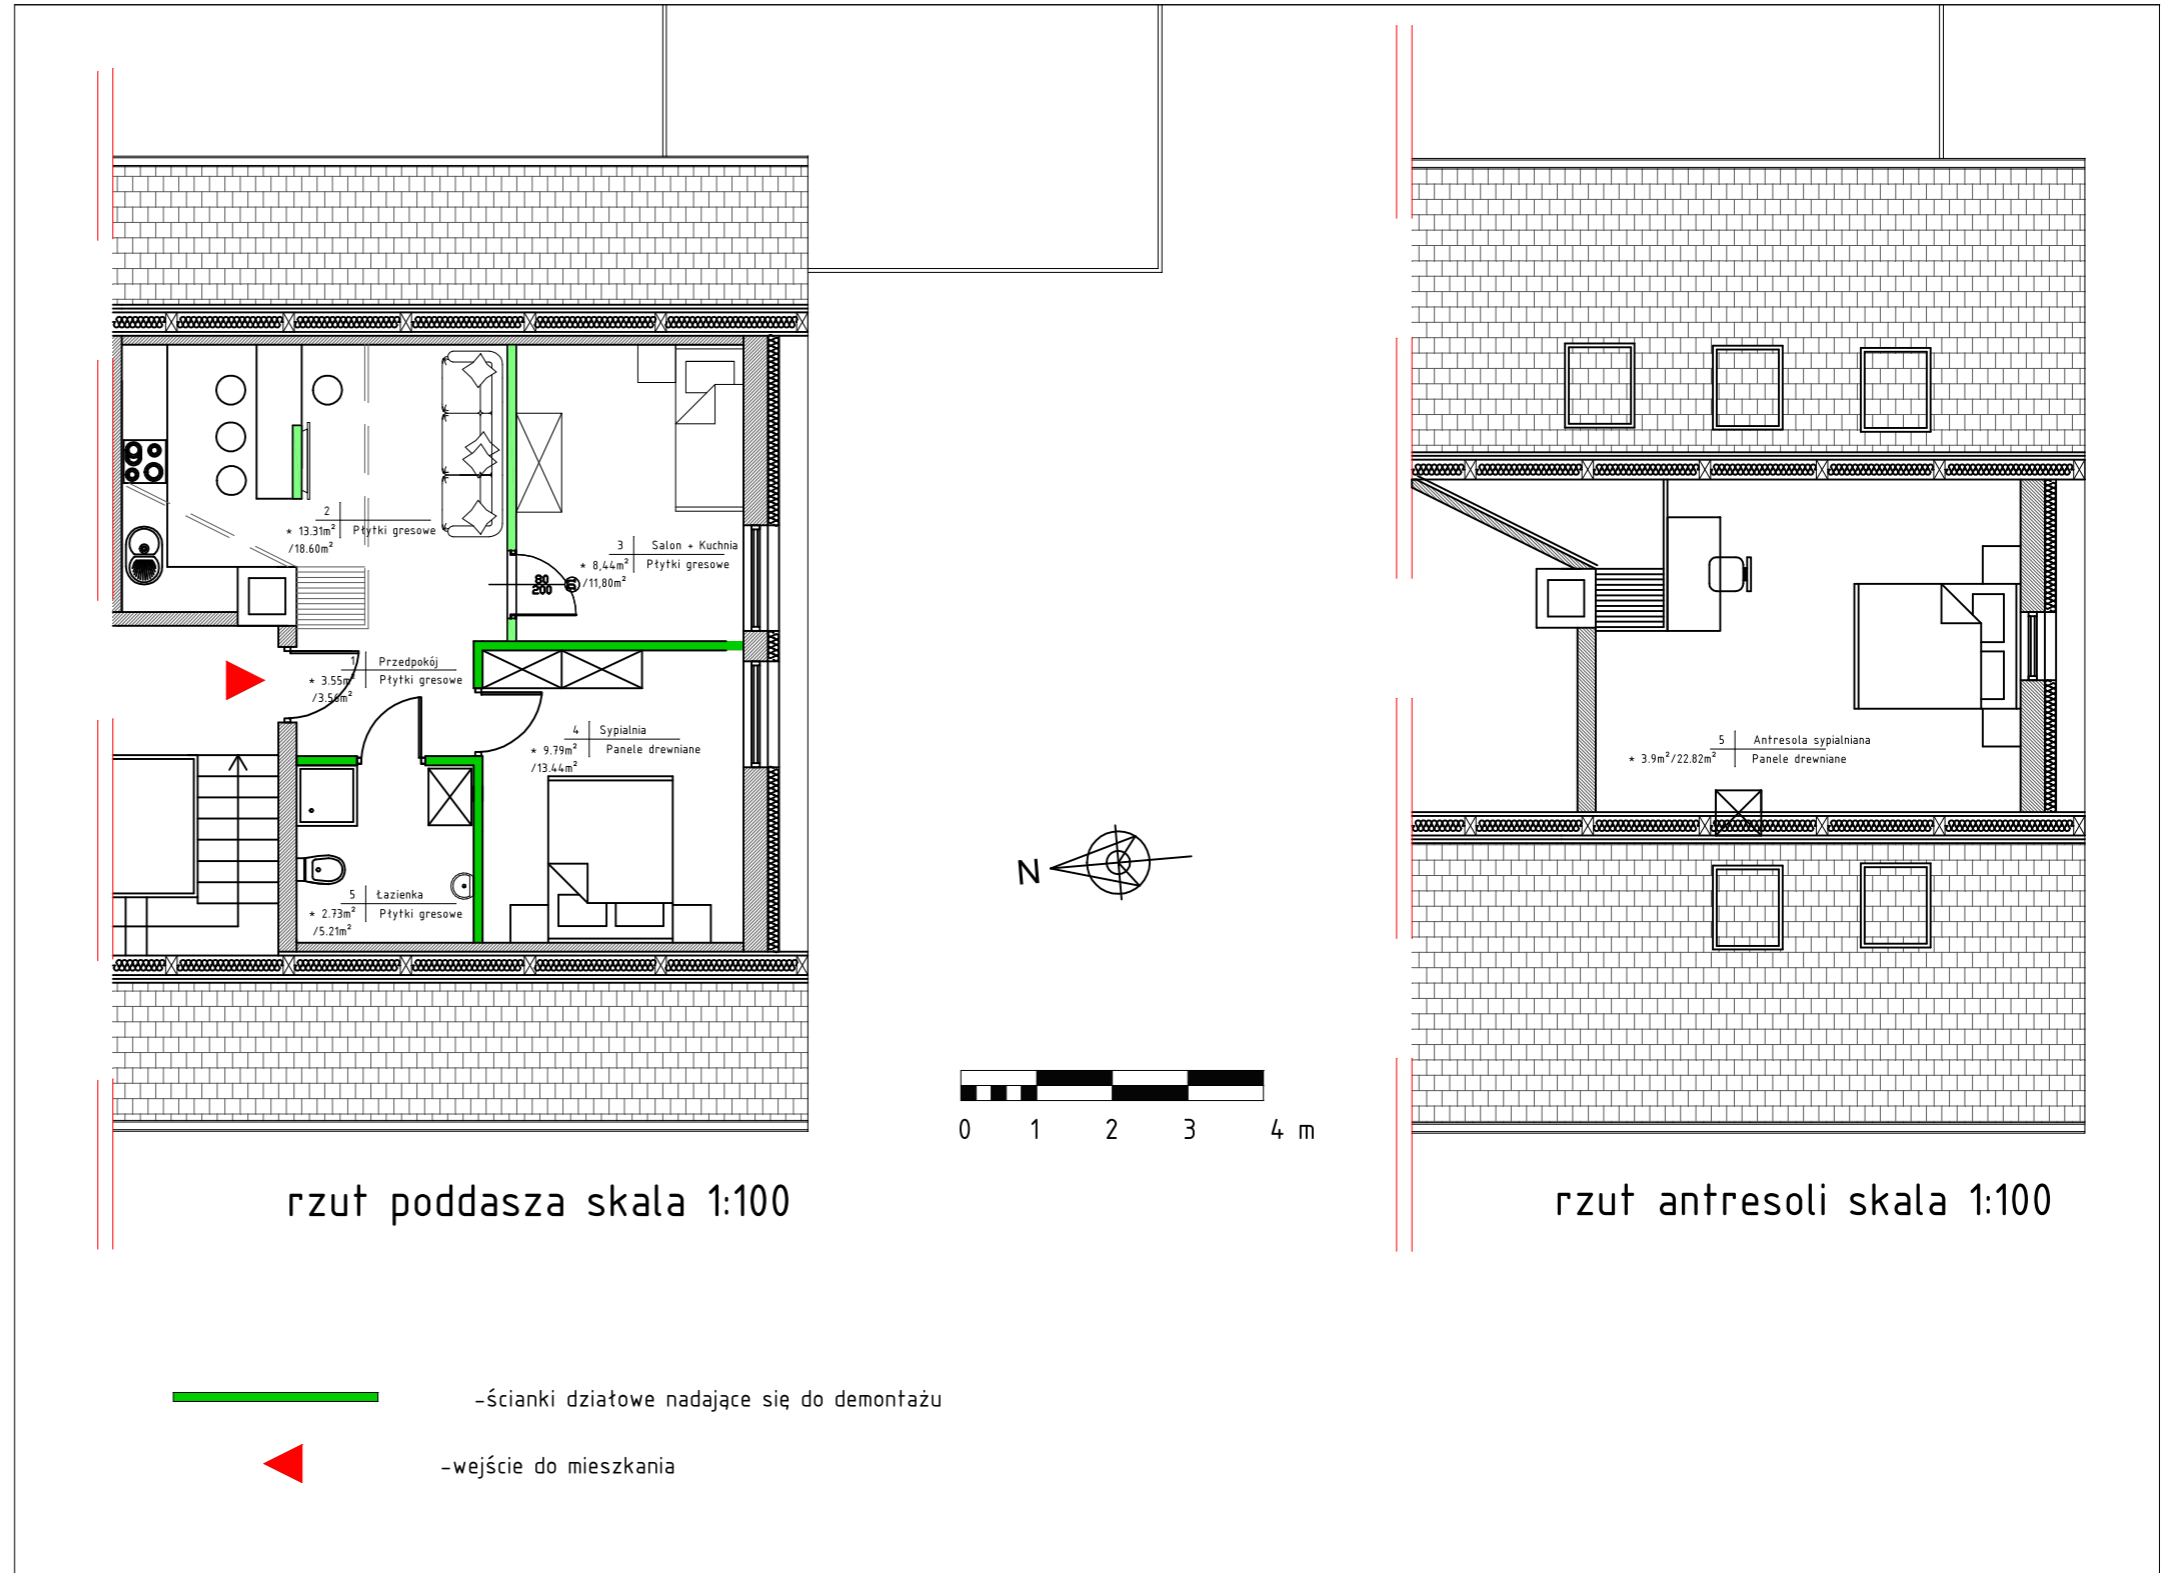 2
* 13.31m² Płytki gresowe
/18.60m²
3 Salon + Kuchnia
* 8,44m² Płytki gresowe
/11,80m²
80
200
1 Przedpokój
* 3.55m² Płytki gresowe
/3.56m²
4 Sypialnia
* 9.79m² Panele drewniane
/13.44m²
5 Łazienka
* 2.73m² Płytki gresowe
/5.21m²
5 Antresola sypialniana
* 3.9m²/22.82m² Panele drewniane
N
0 1 2 3 4 m
rzut poddasza skala 1:100
rzut antresoli skala 1:100
-ścianki działowe nadające się do demontażu
-wejście do mieszkania